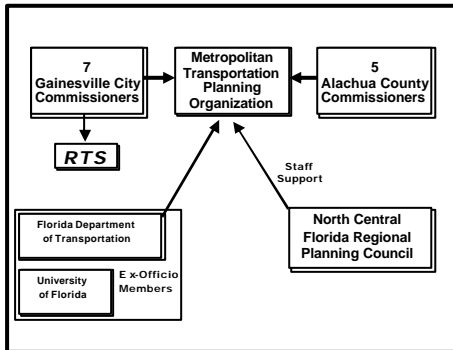 7
Gainesville City
Commissioners
Metropolitan
Transportation
Planning
Organization
5
Alachua County
Commissioners
RTS
Staff
Support
Florida Department
of Transportation
University
of Florida
Ex-Officio
Members
North Central
Florida Regional
Planning Council